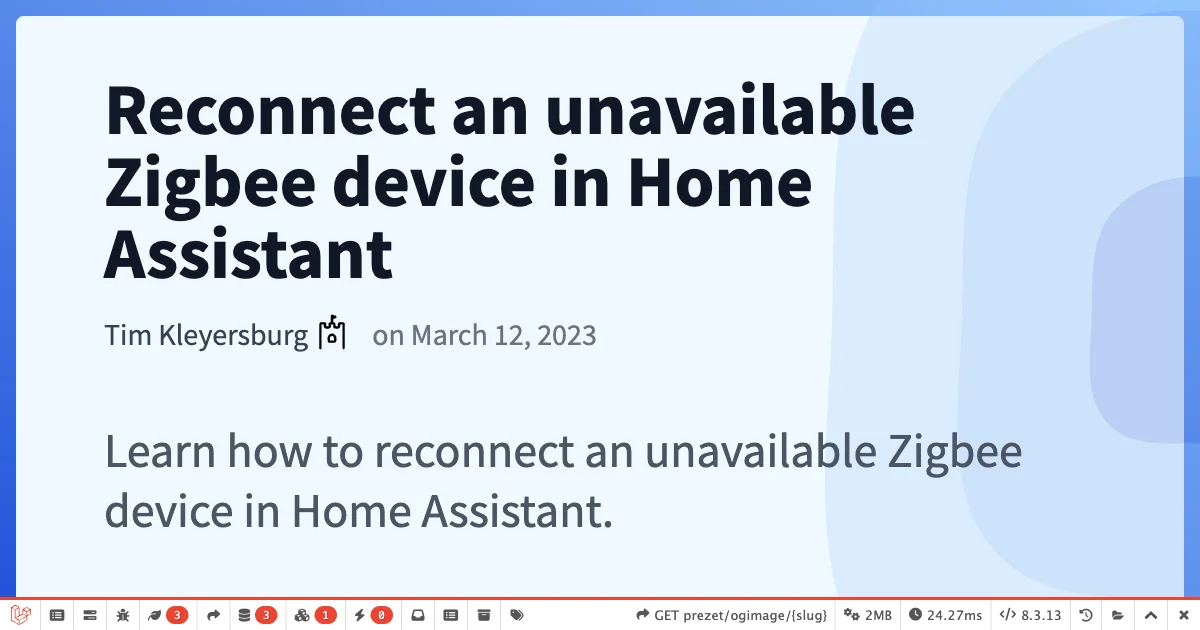 Reconnect an unavailable
Zigbee device in Home
Assistant
Tim Kleyersburg on March 12, 2023
Learn how to reconnect an unavailable Zigbee
device in Home Assistant.
3 3 1 0 GET prezet/ogimage/{slug} 2MB 24.27ms 8.3.13